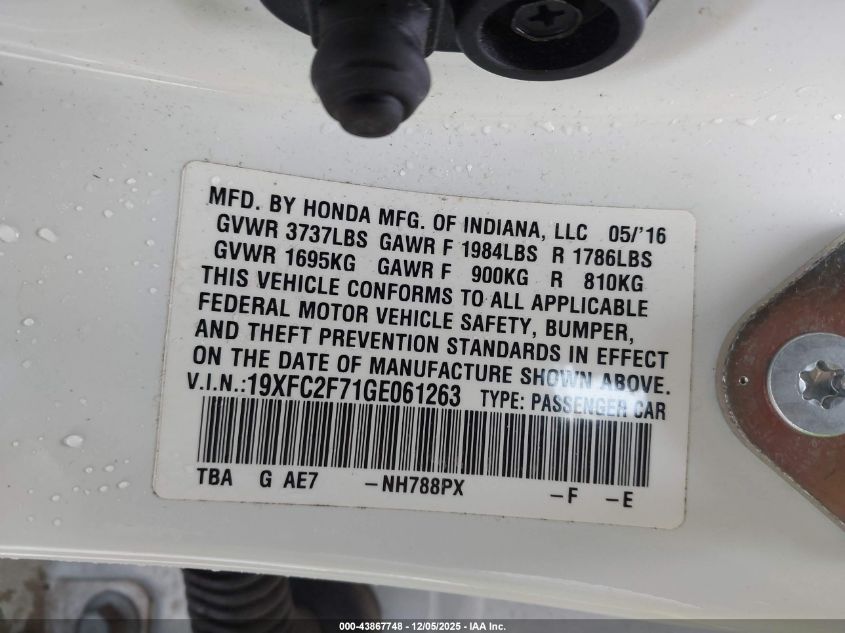 MFD. BY HONDA MFG. OF INDIANA, LLC 05/'16
GVWR 3737LBS GAWR F 1984LBS R 1786LBS
GVWR 1695KG GAWR F 900KG R 810KG
THIS VEHICLE CONFORMS TO ALL APPLICABLE
FEDERAL MOTOR VEHICLE SAFETY, BUMPER,
AND THEFT PREVENTION STANDARDS IN EFFECT
ON THE DATE OF MANUFACTURE SHOWN ABOVE.
V.I.N.:19XFC2F71GE061263 TYPE: PASSENGER CAR
TBA G AE7 -NH788PX -F -E
000-43867748 - 12/05/2025 - IAA Inc.